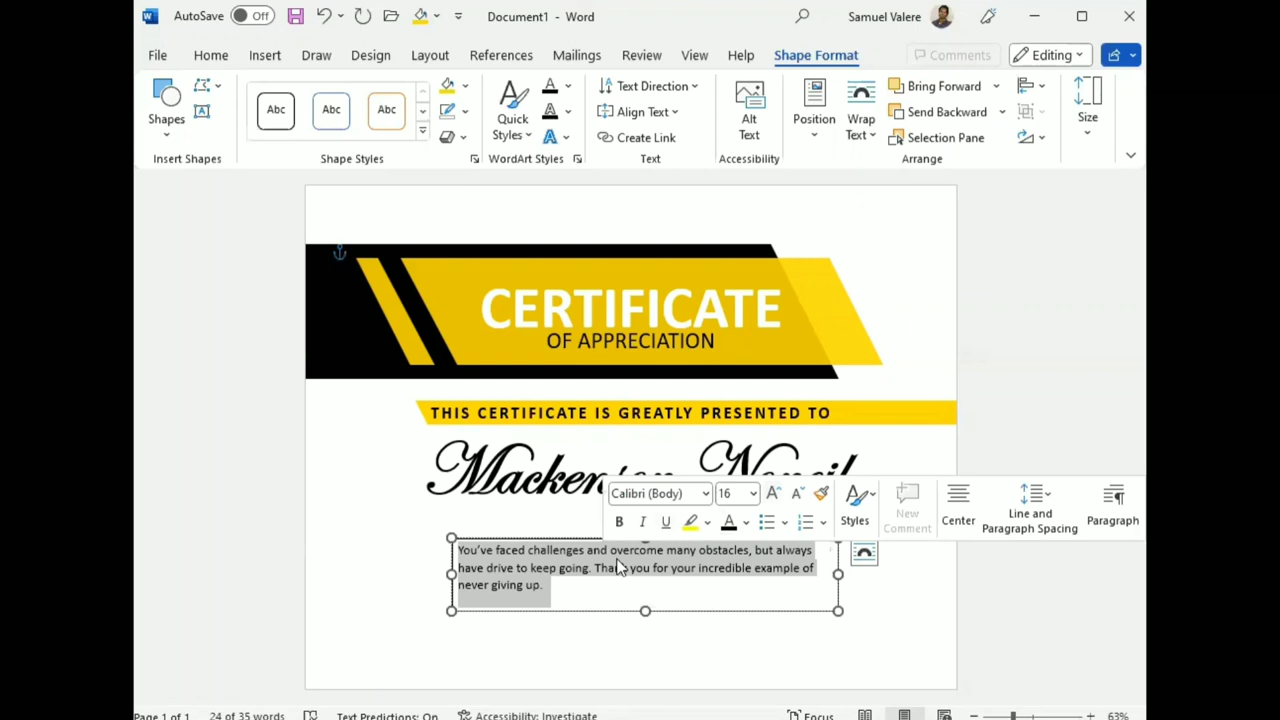 AutoSave Off Document1 - Word Samuel Valere
File Home Insert Draw Design Layout References Mailings Review View Help Shape Format Comments Editing
Shapes
Insert Shapes
Abc Abc Abc
Shape Styles
Quick
Styles
WordArt Styles
Text Direction
Align Text
Create Link
Text
Alt
Text
Accessibility
Position
Wrap
Text
Bring Forward
Send Backward
Selection Pane
Arrange
Size
CERTIFICATE
OF APPRECIATION
THIS CERTIFICATE IS GREATLY PRESENTED TO
Calibri (Body) 16
B I U
Styles
New
Comment
Center
Line and
Paragraph Spacing
Paragraph
You've faced challenges and overcome many obstacles, but always
have drive to keep going. Thank you for your incredible example of
never giving up.
Page 1 of 1 24 of 35 words Text Predictions: On Accessibility: Investigate Focus 63%